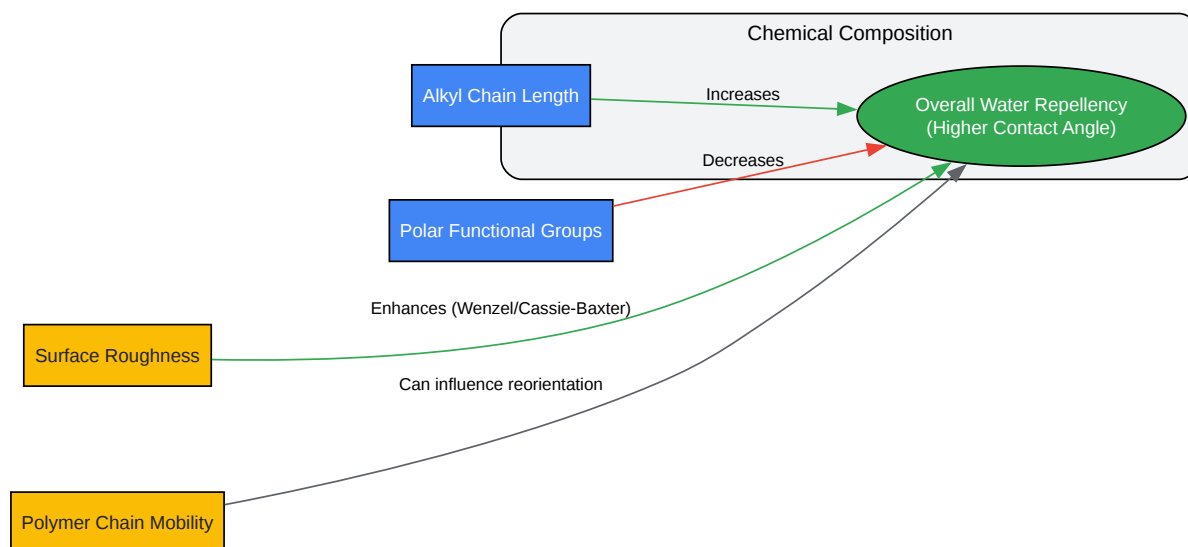 Chemical Composition
Alkyl Chain Length
Increases
Overall Water Repellency
(Higher Contact Angle)
Decreases
Polar Functional Groups
Enhances (Wenzel/Cassie-Baxter)
Surface Roughness
Can influence reorientation
Polymer Chain Mobility